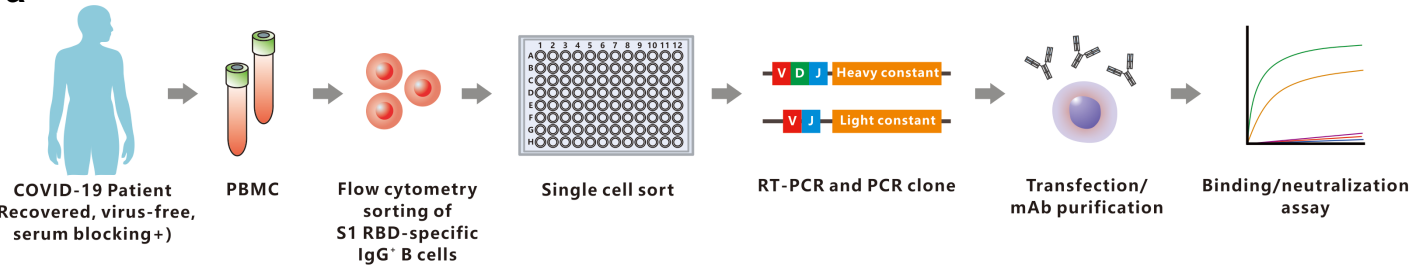 1 2 3 4 5 6 7 8 9 10 11 12
A
B
C
D
E
F
G
H
V D J Heavy constant
V J Light constant
COVID-19 Patient
Recovered, virus-free,
serum blocking+)
PBMC
Flow cytometry
sorting of
S1 RBD-specific
IgG⁺ B cells
Single cell sort
RT-PCR and PCR clone
Transfection/
mAb purification
Binding/neutralization
assay